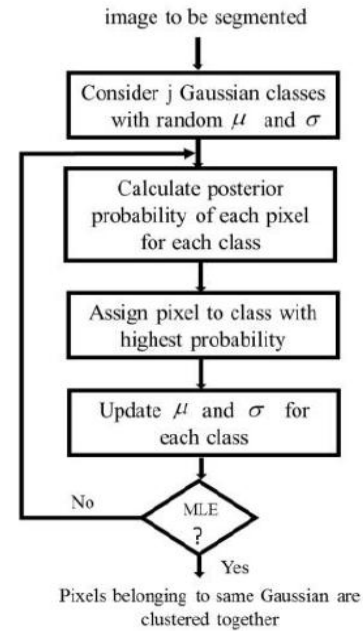 image to be segmented
Consider j Gaussian classes
with random μ and σ
Calculate posterior
probability of each pixel
for each class
Assign pixel to class with
highest probability
Update μ and σ for
each class
MLE
?
No
Yes
Pixels belonging to same Gaussian are
clustered together